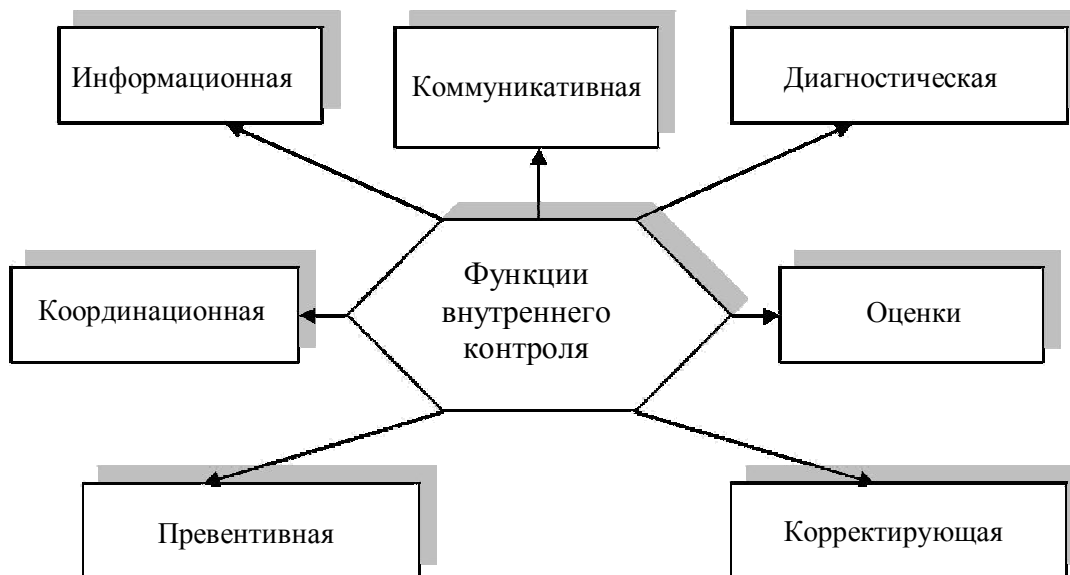 Информационная
Коммуникативная
Диагностическая
Координационная
Функции
внутреннего
контроля
Оценки
Превентивная
Корректирующая